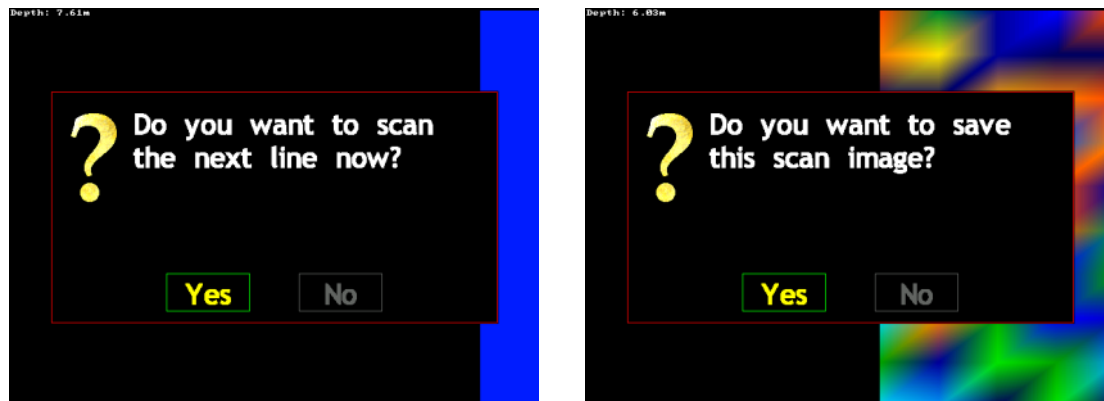 Depth: 7.61m
Do you want to scan
the next line now?
Yes No
Depth: 6.03m
Do you want to save
this scan image?
Yes No